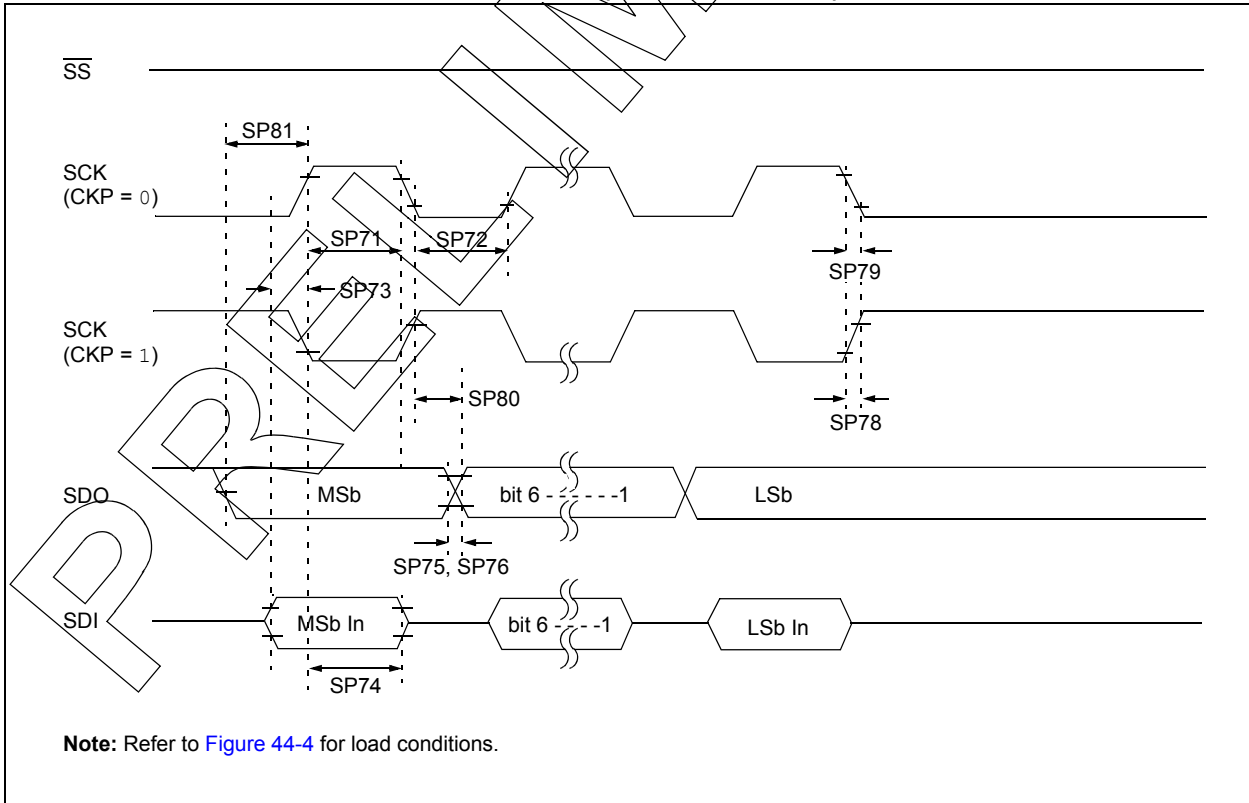 SS
SP81
SCK
(CKP = 0)
SP71
SP72
SP79
SP73
SCK
(CKP = 1)
SP80
SP78
SDO
MSb
bit 6 - - - - - -1
LSb
SP75, SP76
SDI
MSb In
bit 6 - - - -1
LSb In
SP74
Note: Refer to Figure 44-4 for load conditions.
PRELIM